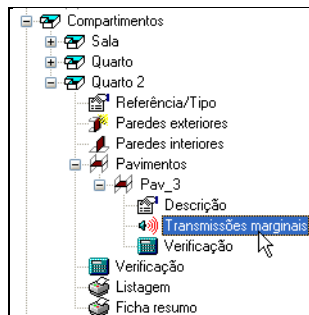 Compartimentos
Sala
Quarto
Quarto 2
Referência/Tipo
Paredes exteriores
Paredes interiores
Pavimentos
Pav_3
Descrição
Transmissões marginais
Verificação
Verificação
Listagem
Ficha resumo